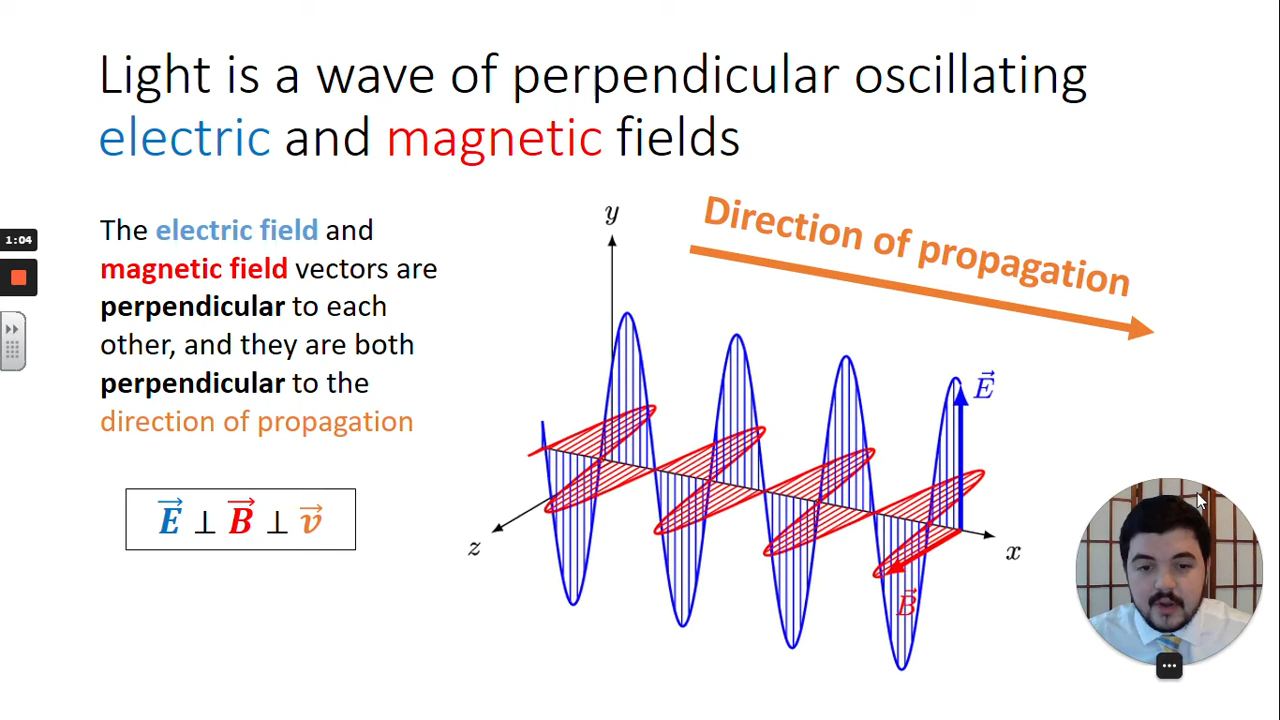 Light is a wave of perpendicular oscillating
electric and magnetic fields
The electric field and
magnetic field vectors are
perpendicular to each
other, and they are both
perpendicular to the
direction of propagation
E⃗ ⊥ B⃗ ⊥ v⃗
1:04
Direction of propagation
y
E⃗
x
z
B⃗